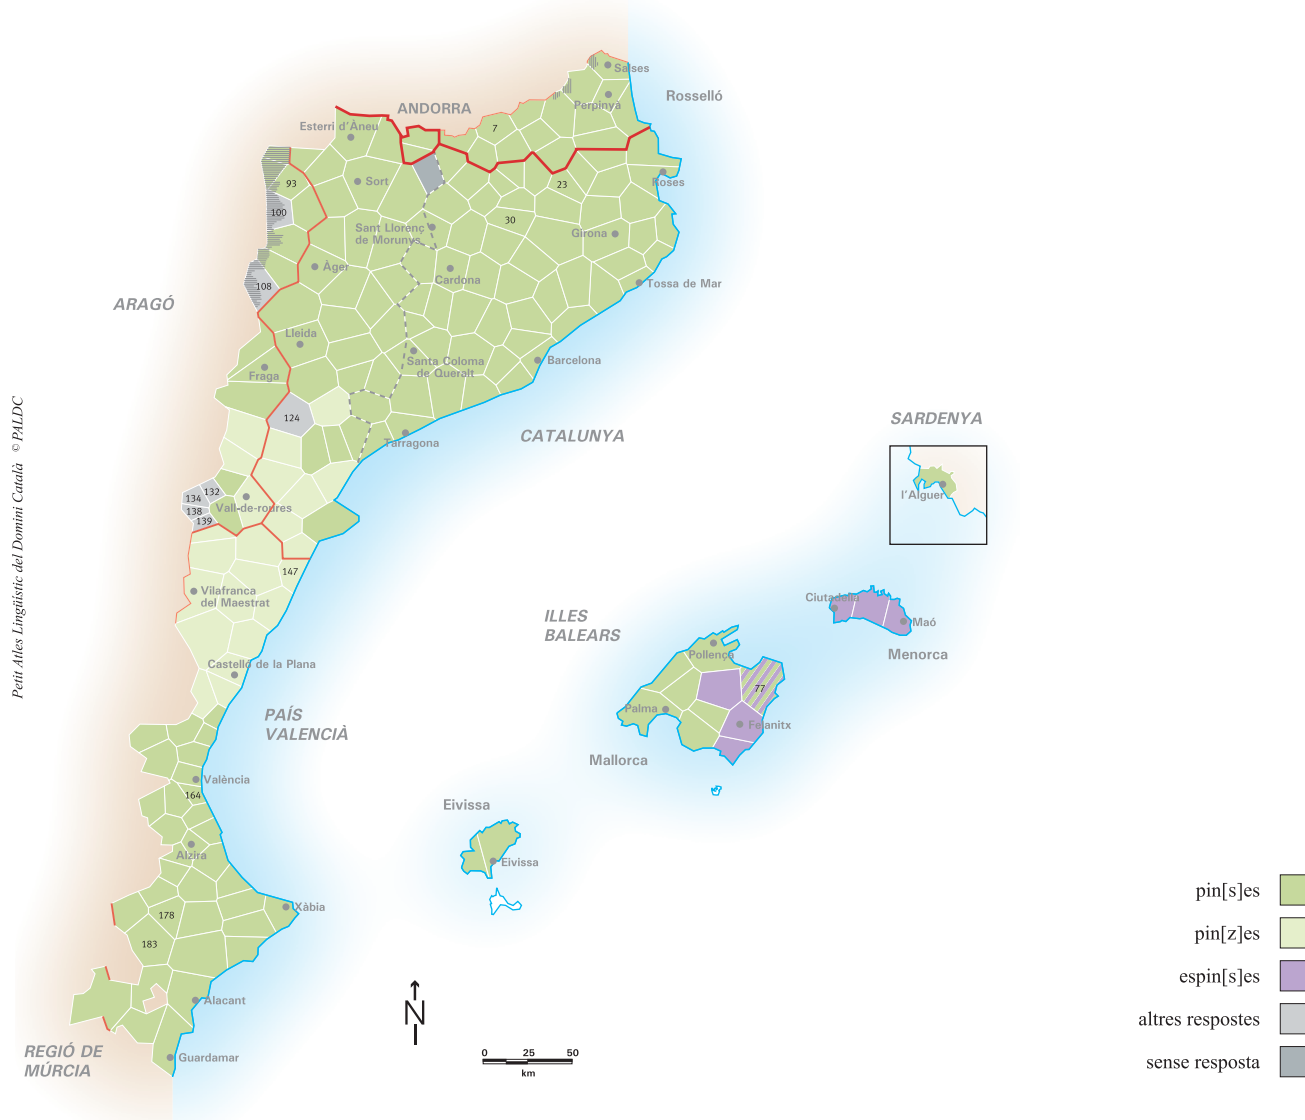 Salses
Perpinyà
Rosselló
ANDORRA
7
Esterri d'Àneu
93
Sort
23
Roses
100
30
Sant Llorenç
de Morunys
Girona
Àger
Cardona
108
Tossa de Mar
ARAGÓ
Lleida
Fraga
Santa Coloma
de Queralt
Barcelona
124
Tarragona
CATALUNYA
SARDENYA
l'Alguer
132
134
138
139
Vall-de-roures
147
Vilafranca
del Maestrat
ILLES
BALEARS
Ciutadella
Maó
Menorca
Pollença
77
Palma
Felanitx
Mallorca
Castelló de la Plana
PAÍS
VALENCIÀ
València
164
Alzira
Eivissa
Eivissa
Xàbia
178
183
Alacant
Guardamar
REGIÓ DE
MÚRCIA
N
0 25 50
km
pin[s]es
pin[z]es
espin[s]es
altres respostes
sense resposta
Petit Atles Lingüístic del Domini Català © PALDC